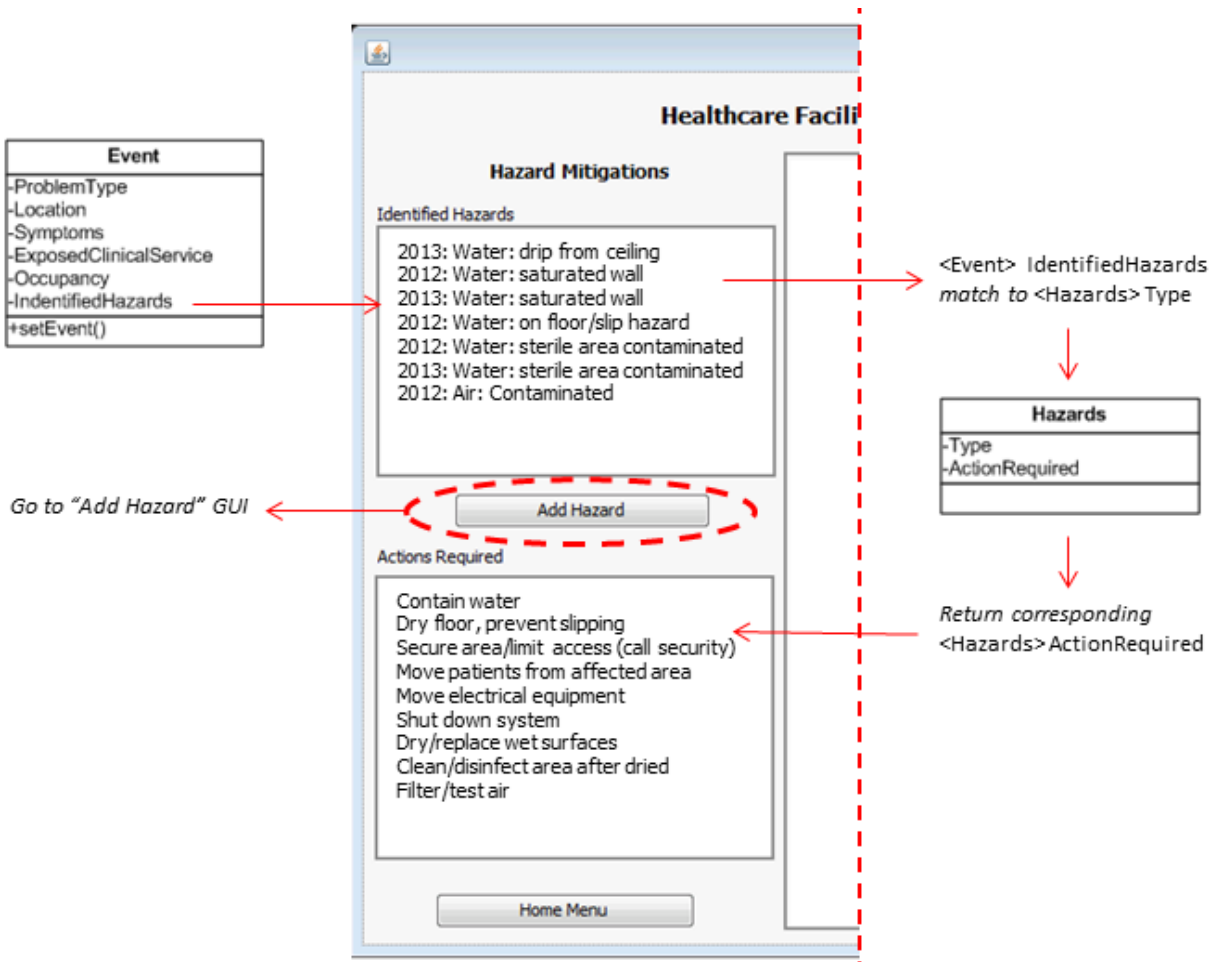 Healthcare Facili
Event
-ProblemType
-Location
-Symptoms
-ExposedClinicalService
-Occupancy
-IndentifiedHazards
+setEvent()
Hazard Mitigations
Identified Hazards
2013: Water: drip from ceiling
2012: Water: saturated wall
2013: Water: saturated wall
2012: Water: on floor/slip hazard
2012: Water: sterile area contaminated
2013: Water: sterile area contaminated
2012: Air: Contaminated
<Event> IdentifiedHazards
match to <Hazards> Type
Hazards
-Type
-ActionRequired
Go to “Add Hazard” GUI
Add Hazard
Actions Required
Contain water
Dry floor, prevent slipping
Secure area/limit access (call security)
Move patients from affected area
Move electrical equipment
Shut down system
Dry/replace wet surfaces
Clean/disinfect area after dried
Filter/test air
Return corresponding
<Hazards> ActionRequired
Home Menu